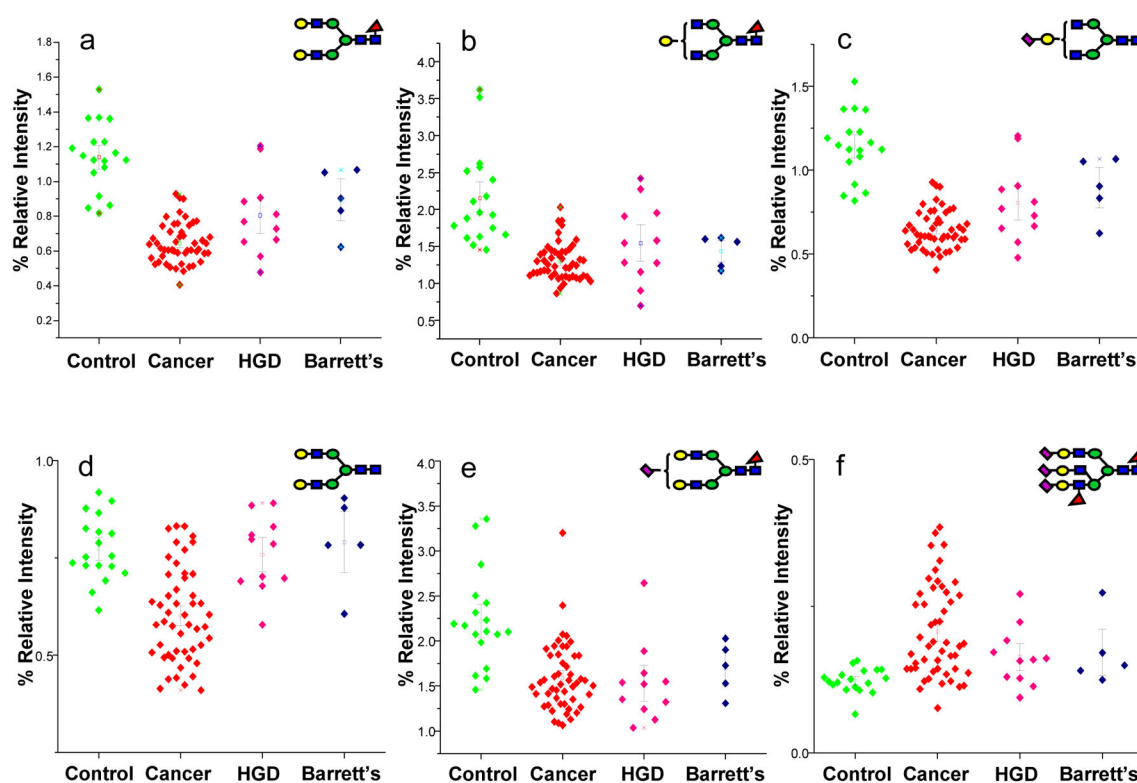 a
% Relative Intensity
1.8
1.6
1.4
1.2
1.0
0.8
0.6
0.4
0.2
Control Cancer HGD Barrett's
b
% Relative Intensity
4.0
3.5
3.0
2.5
2.0
1.5
1.0
0.5
Control Cancer HGD Barrett's
c
% Relative Intensity
1.5
1.0
0.5
0.0
Control Cancer HGD Barrett's
d
% Relative Intensity
1.0
0.5
Control Cancer HGD Barrett's
e
% Relative Intensity
4.0
3.5
3.0
2.5
2.0
1.5
1.0
Control Cancer HGD Barrett's
f
% Relative Intensity
0.5
0.0
Control Cancer HGD Barrett's